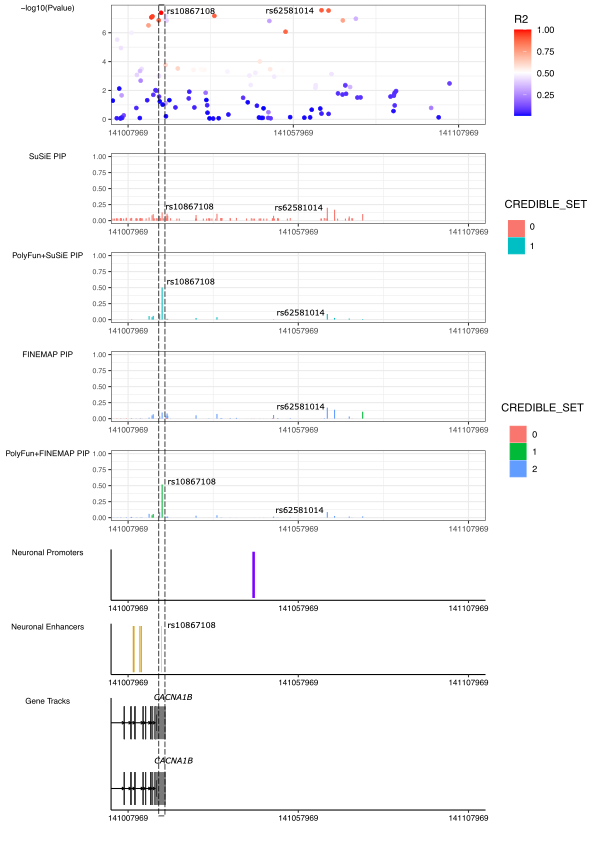 −log10(Pvalue)
rs10867108
rs62581014
6
4
2
0
141007969
141057969
141107969
R2
1.00
0.75
0.50
0.25
SuSiE PIP
1.00
0.75
0.50
0.25
0.00
rs10867108
rs62581014
141007969
141057969
141107969
CREDIBLE_SET
0
1
PolyFun+SuSiE PIP
1.00
0.75
0.50
0.25
0.00
rs10867108
rs62581014
141007969
141057969
141107969
FINEMAP PIP
1.00
0.75
0.50
0.25
0.00
rs62581014
141007969
141057969
141107969
CREDIBLE_SET
0
1
2
PolyFun+FINEMAP PIP
1.00
0.75
0.50
0.25
0.00
rs10867108
rs62581014
141007969
141057969
141107969
Neuronal Promoters
141007969
141057969
141107969
Neuronal Enhancers
rs10867108
141007969
141057969
141107969
Gene Tracks
CACNA1B
CACNA1B
141007969
141057969
141107969